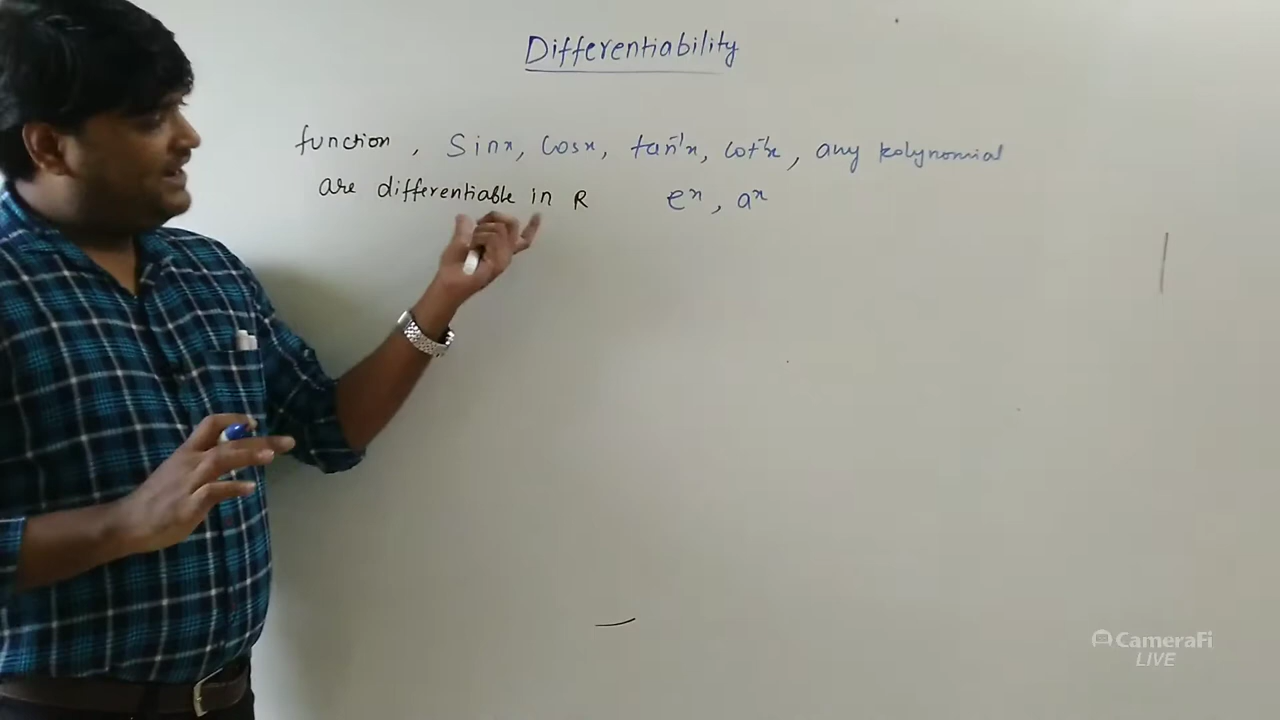 Differentiability
function , Sinx, Cosx, tan⁻¹x, Cot⁻¹x, any polynomial
are differentiable in R eˣ, aˣ
CameraFi
LIVE